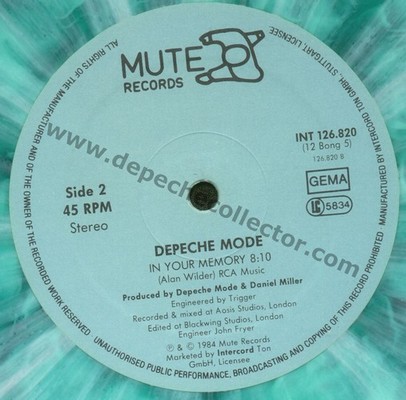 ALL RIGHTS OF THE MANUFACTURER AND OF THE OWNER OF THE RECORDED WORK RESERVED
MANUFACTURED BY INTERCORD TON GMBH., STUTTGART, LICENSEE
MUTE
RECORDS
INT 126.820
(12 Bong 5)
126.820 B
GEMA
LC 5834
Side 2
45 RPM
Stereo
www.depechecollector.com
DEPECHE MODE
IN YOUR MEMORY 8:10
(Alan Wilder) RCA Music
Produced by Depeche Mode & Daniel Miller
Engineered by Trigger
Recorded & mixed at Aosis Studios, London
Edited at Blackwing Studios, London
Engineer John Fryer
℗ & © 1984 Mute Records
Marketed by Intercord Ton
GmbH, Licensee
UNAUTHORISED PUBLIC PERFORMANCE, BROADCASTING AND COPYING OF THIS RECORD PROHIBITED